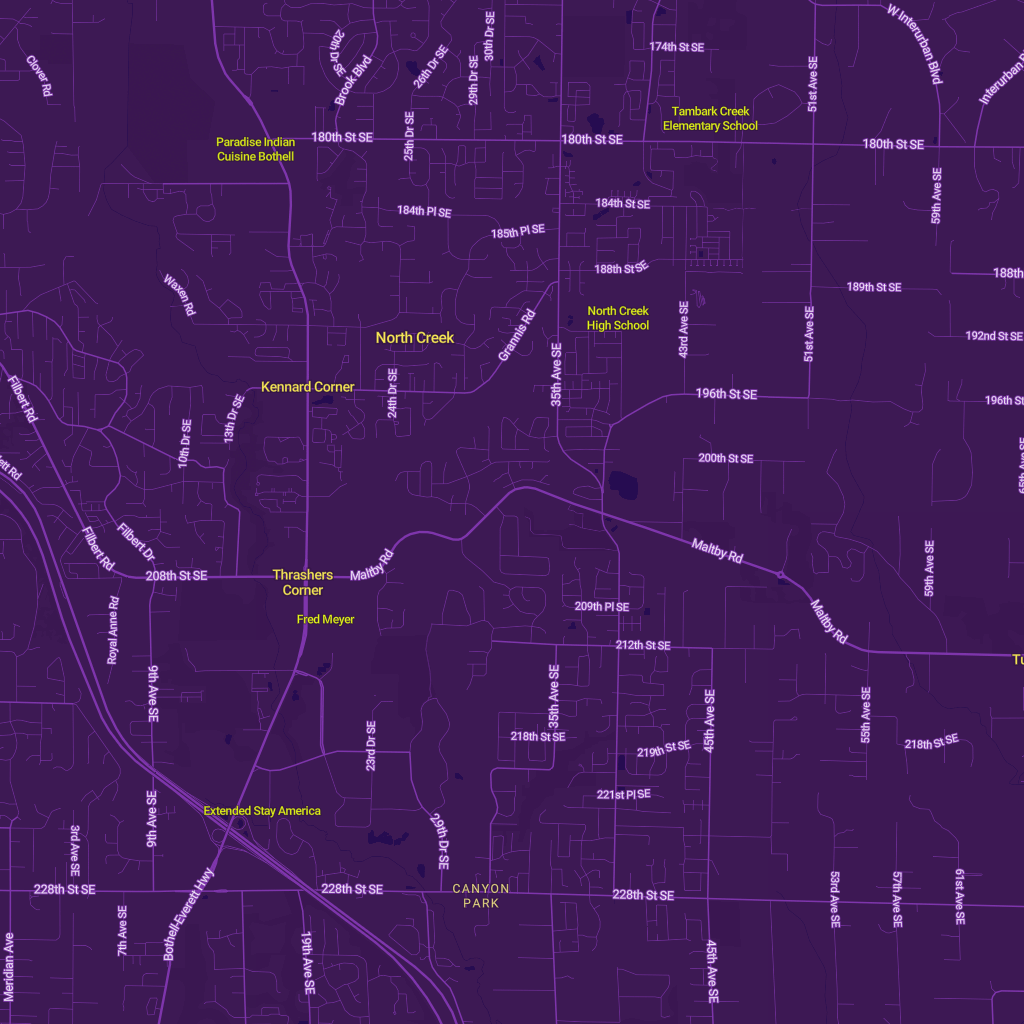 W Interurban Blvd
20th Dr SE
30th Dr SE
174th St SE
Clover Rd
Brook Blvd
26th Dr SE
29th Dr SE
51st Ave SE
Tambark Creek
Elementary School
Paradise Indian
Cuisine Bothell
180th St SE
25th Dr SE
180th St SE
180th St SE
59th Ave SE
184th Pl SE
184th St SE
185th Pl SE
188th St SE
188th
189th St SE
Waxen Rd
North Creek
High School
North Creek
Grannis Rd
43rd Ave SE
51st Ave SE
192nd St SE
35th Ave SE
Kennard Corner
24th Dr SE
196th St SE
196th St
Filbert Rd
13th Dr SE
10th Dr SE
200th St SE
Filbert Rd
Filbert Dr
Maltby Rd
208th St SE
Thrashers
Corner
Maltby Rd
59th Ave SE
Fred Meyer
209th Pl SE
Maltby Rd
Royal Anne Rd
212th St SE
9th Ave SE
35th Ave SE
45th Ave SE
55th Ave SE
23rd Dr SE
218th St SE
219th St SE
218th St SE
221st Pl SE
Extended Stay America
9th Ave SE
3rd Ave SE
29th Dr SE
228th St SE
228th St SE
CANYON
PARK
228th St SE
53rd Ave SE
57th Ave SE
61st Ave SE
Bothell-Everett Hwy
7th Ave SE
19th Ave SE
Meridian Ave
45th Ave SE